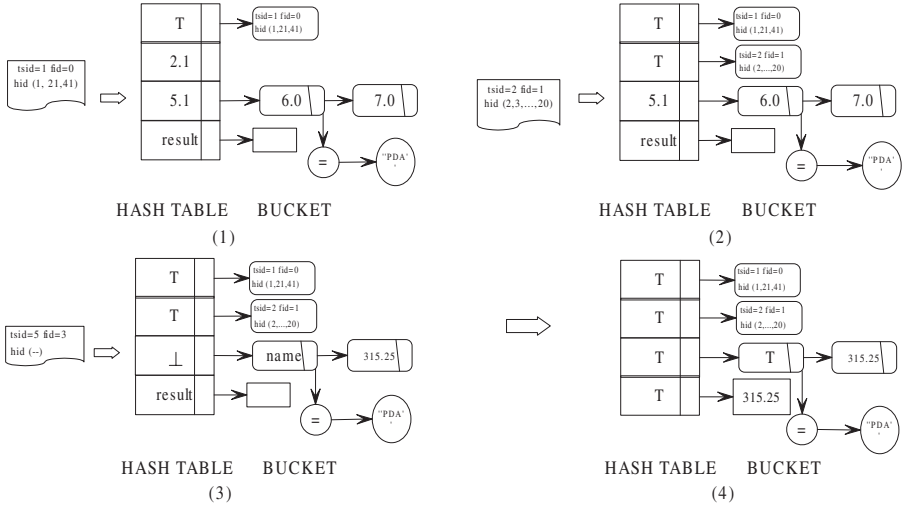 tsid=1 fid=0
hid (1, 21,41)
T
tsid=1 fid=0
hid (1,21,41)
2.1
5.1
6.0
7.0
result
=
"PDA'
'
HASH TABLE BUCKET
(1)
tsid=2 fid=1
hid (2,3,...,20)
T
tsid=1 fid=0
hid (1,21,41)
T
tsid=2 fid=1
hid (2,...,20)
5.1
6.0
7.0
result
=
"PDA'
'
HASH TABLE BUCKET
(2)
tsid=5 fid=3
hid (--)
T
tsid=1 fid=0
hid (1,21,41)
T
tsid=2 fid=1
hid (2,...,20)
⊥
name
315.25
result
=
"PDA'
'
HASH TABLE BUCKET
(3)
T
tsid=1 fid=0
hid (1,21,41)
T
tsid=2 fid=1
hid (2,...,20)
T
T
315.25
T
315.25
=
"PDA'
'
HASH TABLE BUCKET
(4)